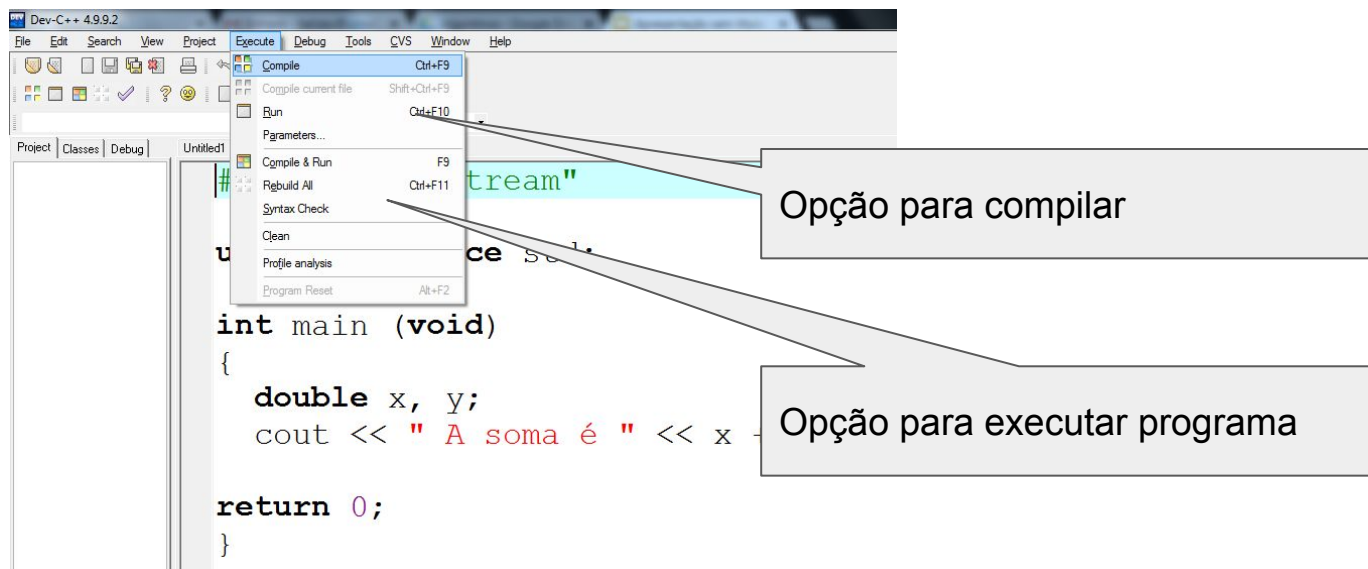 Dev-C++ 4.9.9.2
File Edit Search View Project Execute Debug Tools CVS Window Help
Compile Ctrl+F9
Compile current file Shift+Ctrl+F9
Run Ctrl+F10
Parameters...
Compile & Run F9
Rebuild All Ctrl+F11
Syntax Check
Clean
Profile analysis
Program Reset Alt+F2
Project Classes Debug Untitled1
# tream"
u ce
int main (void)
{
double x, y;
cout << " A soma é " << x
return 0;
}
Opção para compilar
Opção para executar programa